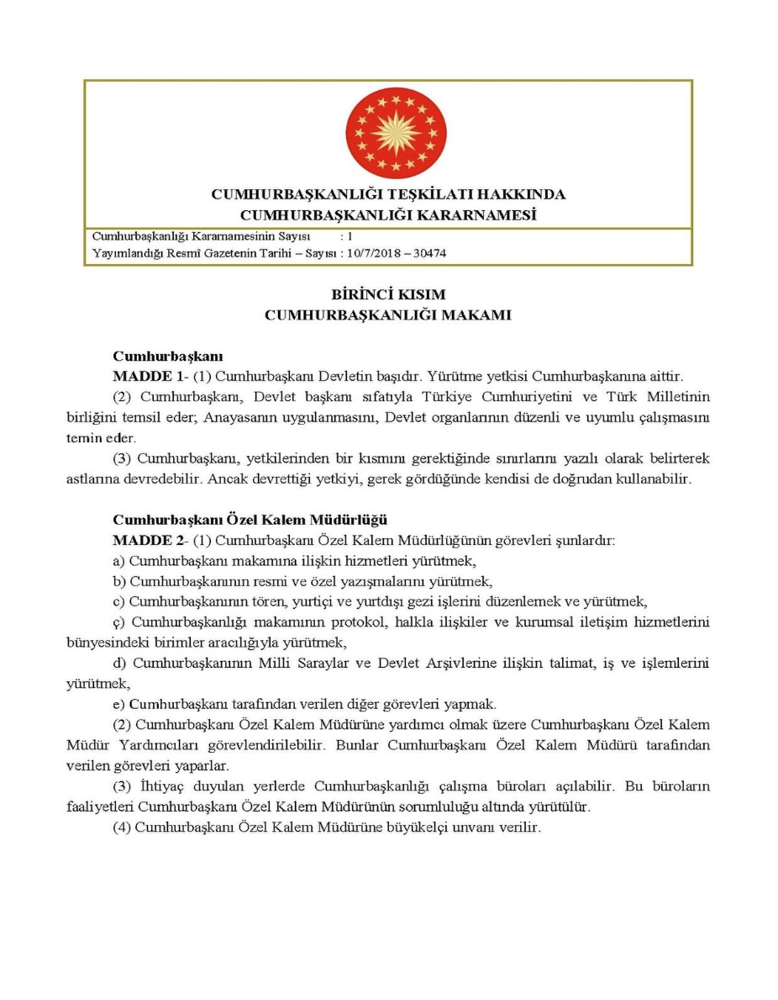 CUMHURBAŞKANLIĞI TEŞKİLATI HAKKINDA
CUMHURBAŞKANLIĞI KARARNAMESİ
Cumhurbaşkanlığı Kararnamesinin Sayısı : 1
Yayımlandığı Resmî Gazetenin Tarihi – Sayısı : 10/7/2018 – 30474
BİRİNCİ KISIM
CUMHURBAŞKANLIĞI MAKAMI
Cumhurbaşkanı
MADDE 1- (1) Cumhurbaşkanı Devletin başıdır. Yürütme yetkisi Cumhurbaşkanına aittir.
(2) Cumhurbaşkanı, Devlet başkanı sıfatıyla Türkiye Cumhuriyetini ve Türk Milletinin
birliğini temsil eder; Anayasanın uygulanmasını, Devlet organlarının düzenli ve uyumlu çalışmasını
temin eder.
(3) Cumhurbaşkanı, yetkilerinden bir kısmını gerektiğinde sınırlarını yazılı olarak belirterek
astlarına devredebilir. Ancak devrettiği yetkiyi, gerek gördüğünde kendisi de doğrudan kullanabilir.
Cumhurbaşkanı Özel Kalem Müdürlüğü
MADDE 2- (1) Cumhurbaşkanı Özel Kalem Müdürlüğünün görevleri şunlardır:
a) Cumhurbaşkanı makamına ilişkin hizmetleri yürütmek,
b) Cumhurbaşkanının resmi ve özel yazışmalarını yürütmek,
c) Cumhurbaşkanının tören, yurtiçi ve yurtdışı gezi işlerini düzenlemek ve yürütmek,
ç) Cumhurbaşkanlığı makamının protokol, halkla ilişkiler ve kurumsal iletişim hizmetlerini
bünyesindeki birimler aracılığıyla yürütmek,
d) Cumhurbaşkanının Milli Saraylar ve Devlet Arşivlerine ilişkin talimat, iş ve işlemlerini
yürütmek,
e) Cumhurbaşkanı tarafından verilen diğer görevleri yapmak.
(2) Cumhurbaşkanı Özel Kalem Müdürüne yardımcı olmak üzere Cumhurbaşkanı Özel Kalem
Müdür Yardımcıları görevlendirilebilir. Bunlar Cumhurbaşkanı Özel Kalem Müdürü tarafından
verilen görevleri yaparlar.
(3) İhtiyaç duyulan yerlerde Cumhurbaşkanlığı çalışma büroları açılabilir. Bu büroların
faaliyetleri Cumhurbaşkanı Özel Kalem Müdürünün sorumluluğu altında yürütülür.
(4) Cumhurbaşkanı Özel Kalem Müdürüne büyükelçi unvanı verilir.